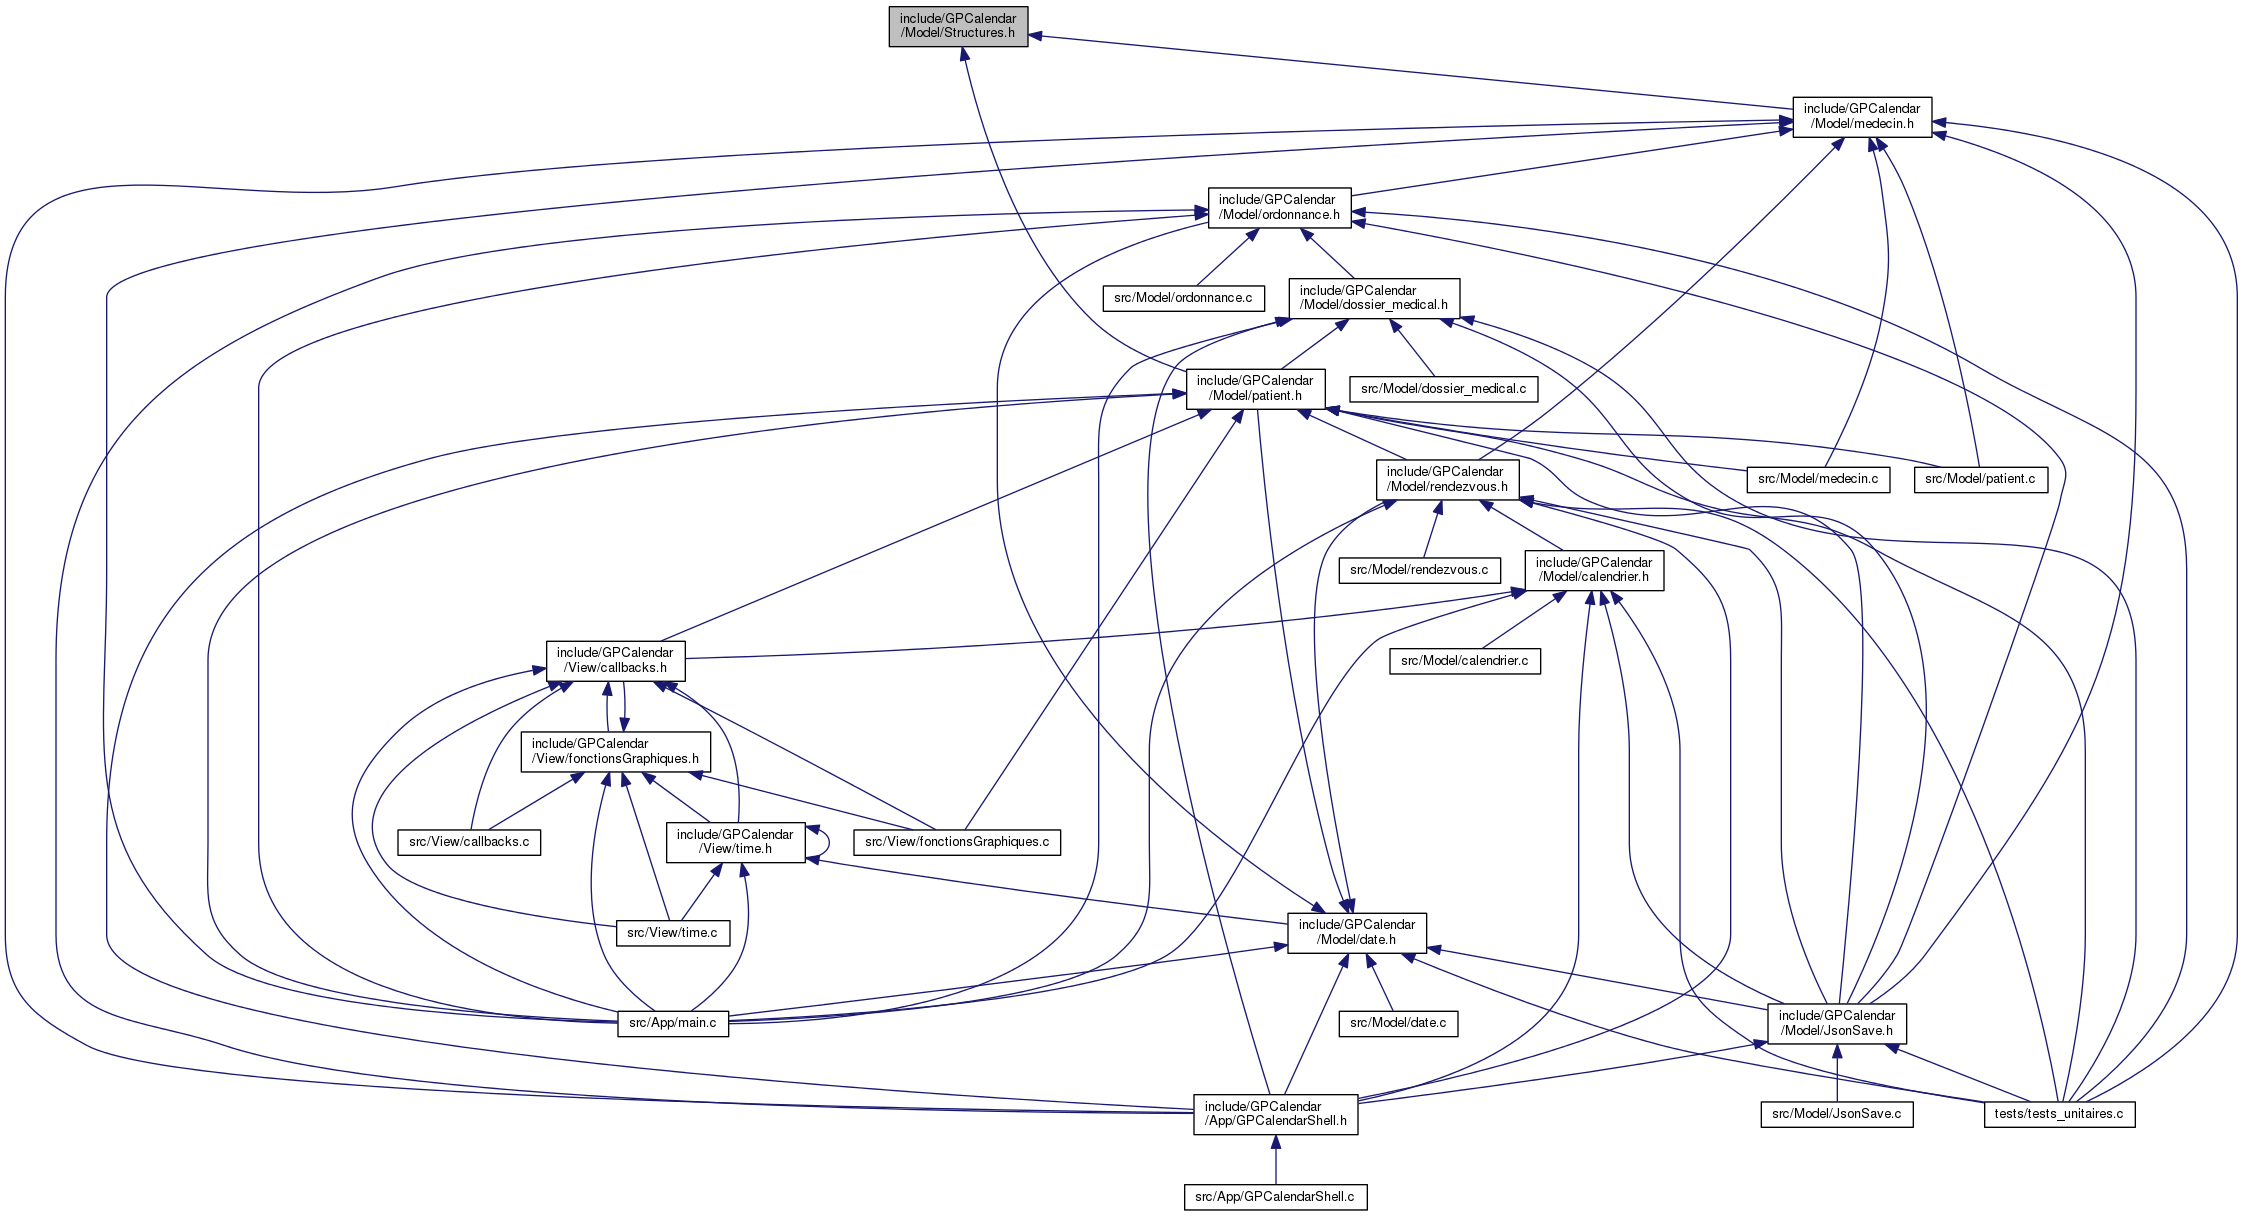 include/GPCalendar
/Model/Structures.h
include/GPCalendar
/Model/medecin.h
include/GPCalendar
/Model/ordonnance.h
src/Model/ordonnance.c
include/GPCalendar
/Model/dossier_medical.h
include/GPCalendar
/Model/patient.h
src/Model/dossier_medical.c
include/GPCalendar
/Model/rendezvous.h
src/Model/medecin.c
src/Model/patient.c
src/Model/rendezvous.c
include/GPCalendar
/Model/calendrier.h
include/GPCalendar
/View/callbacks.h
src/Model/calendrier.c
include/GPCalendar
/View/fonctionsGraphiques.h
src/View/callbacks.c
include/GPCalendar
/View/time.h
src/View/fonctionsGraphiques.c
src/View/time.c
include/GPCalendar
/Model/date.h
src/App/main.c
src/Model/date.c
include/GPCalendar
/Model/JsonSave.h
include/GPCalendar
/App/GPCalendarShell.h
src/Model/JsonSave.c
tests/tests_unitaires.c
src/App/GPCalendarShell.c